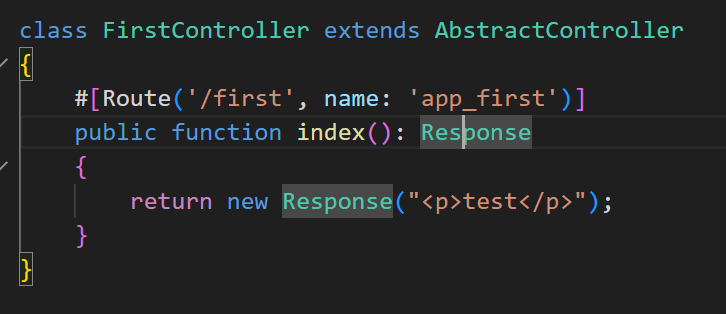 class FirstController extends AbstractController
{
#[Route('/first', name: 'app_first')]
public function index(): Response
{
return new Response("<p>test</p>");
}
}